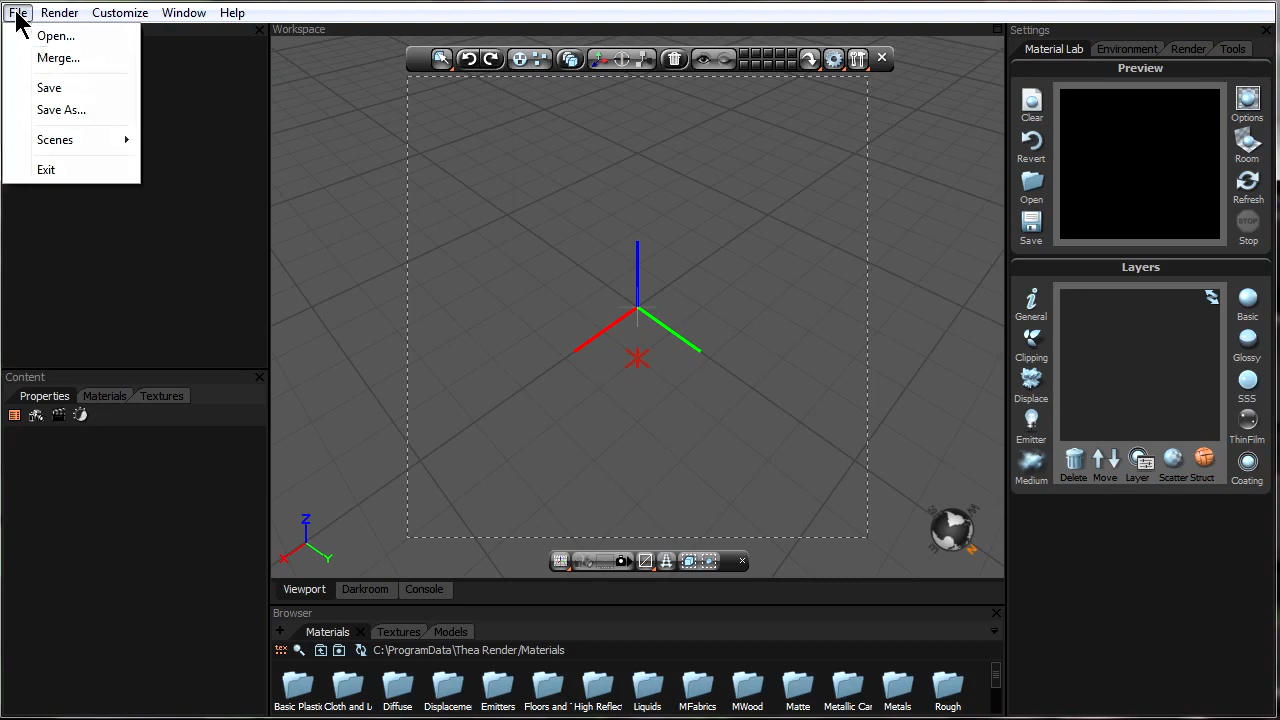 File Render Customize Window Help
Open...
Merge...
Save
Save As...
Scenes
Exit
Workspace
Settings
Material Lab Environment Render Tools
Preview
Clear Options
Revert Room
Open Refresh
Save Stop
STOP
Layers
General Basic
Clipping Glossy
Displace SSS
Emitter ThinFilm
Medium Delete Move Layer Scatter Struct Coating
Content
Properties Materials Textures
Z
X Y
N
Viewport Darkroom Console
Browser
Materials Textures Models
tex C:\ProgramData\Thea Render/Materials
Basic Plastic Cloth and L Diffuse Displaceme Emitters Floors and High Reflec Liquids MFabrics MWood Matte Metallic Car Metals Rough